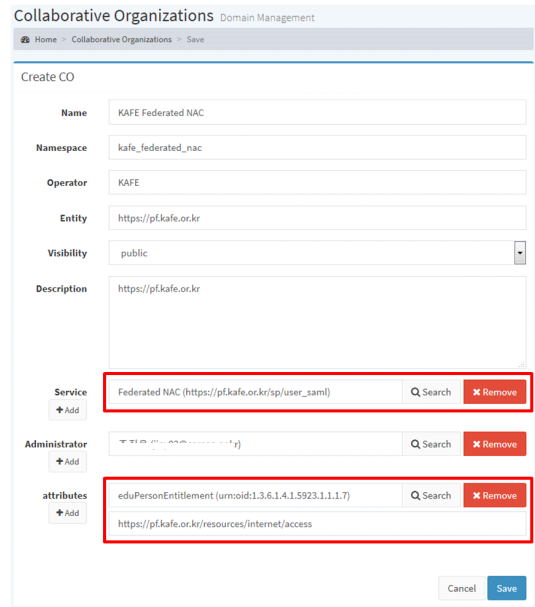 Collaborative Organizations Domain Management
Home > Collaborative Organizations > Save
Create CO
Name KAFE Federated NAC
Namespace kafe_federated_nac
Operator KAFE
Entity https://pf.kafe.or.kr
Visibility public
Description https://pf.kafe.or.kr
Service Federated NAC (https://pf.kafe.or.kr/sp/user_saml) Search Remove
Add
Administrator Search Remove
Add
attributes eduPersonEntitlement (urn:oid:1.3.6.1.4.1.5923.1.1.1.7) Search Remove
Add https://pf.kafe.or.kr/resources/internet/access
Cancel Save